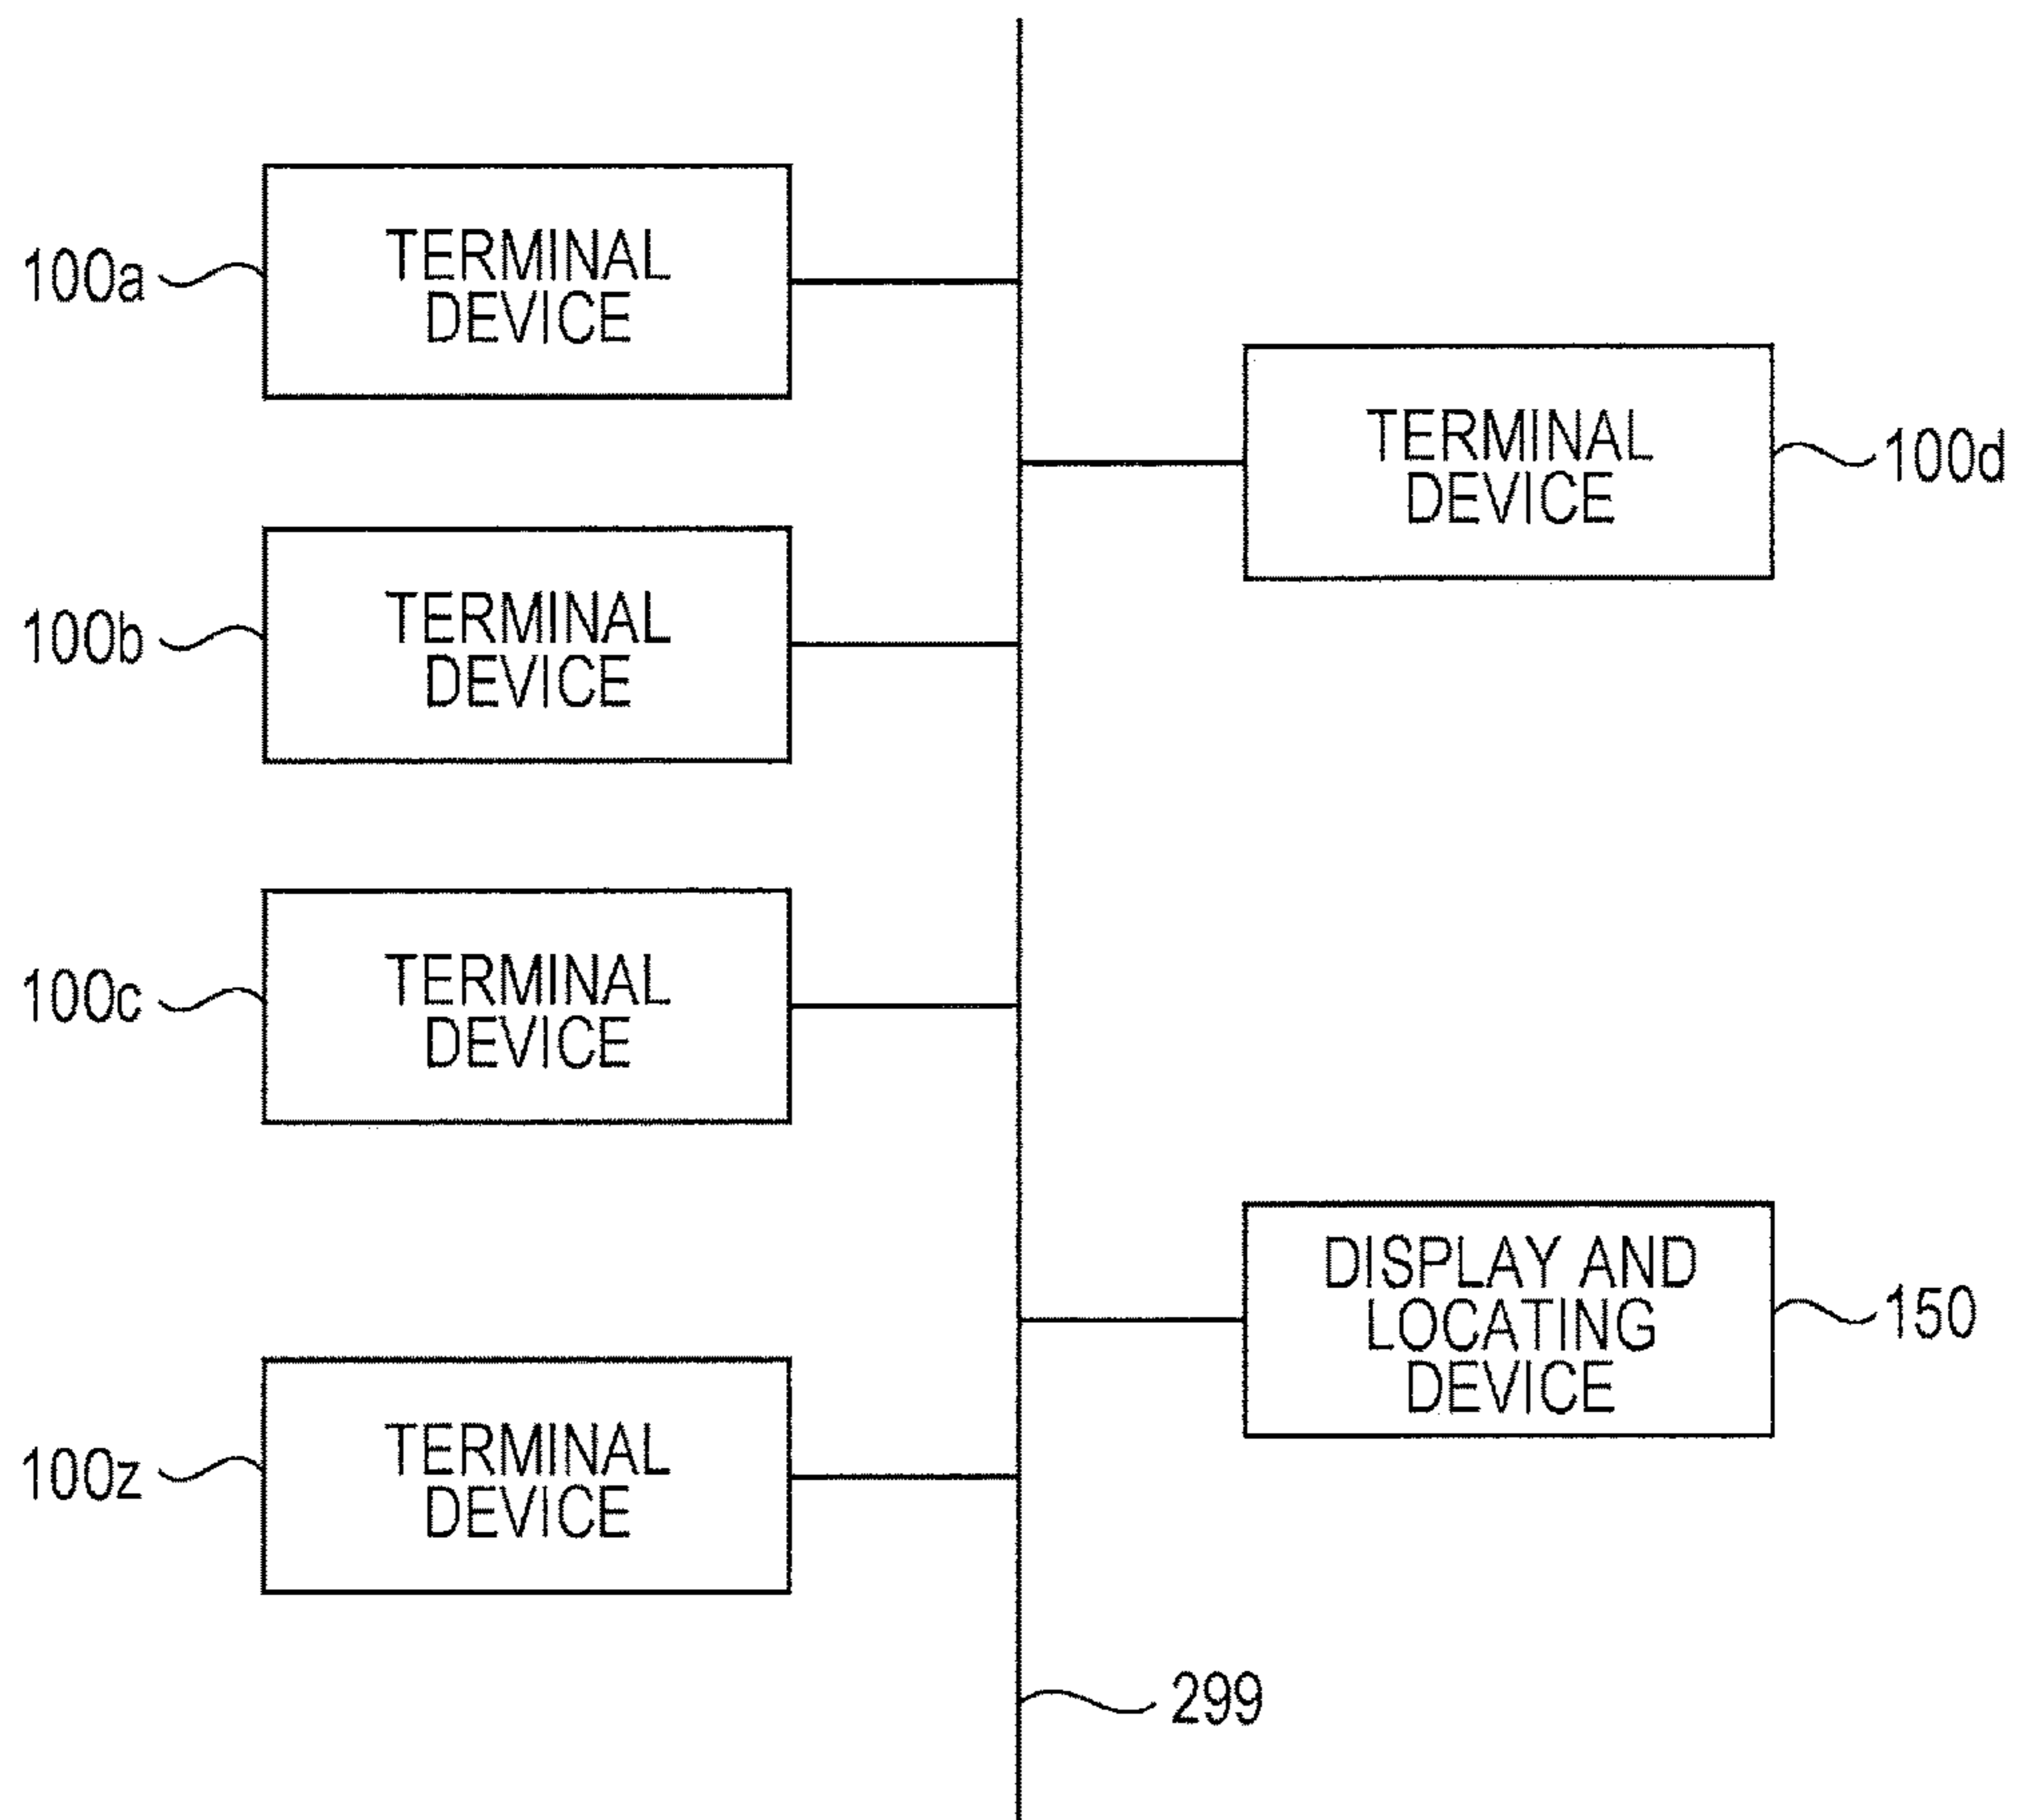 100a
TERMINAL
DEVICE
TERMINAL
DEVICE
100d
100b
TERMINAL
DEVICE
100c
TERMINAL
DEVICE
DISPLAY AND
LOCATING
DEVICE
150
100z
TERMINAL
DEVICE
299